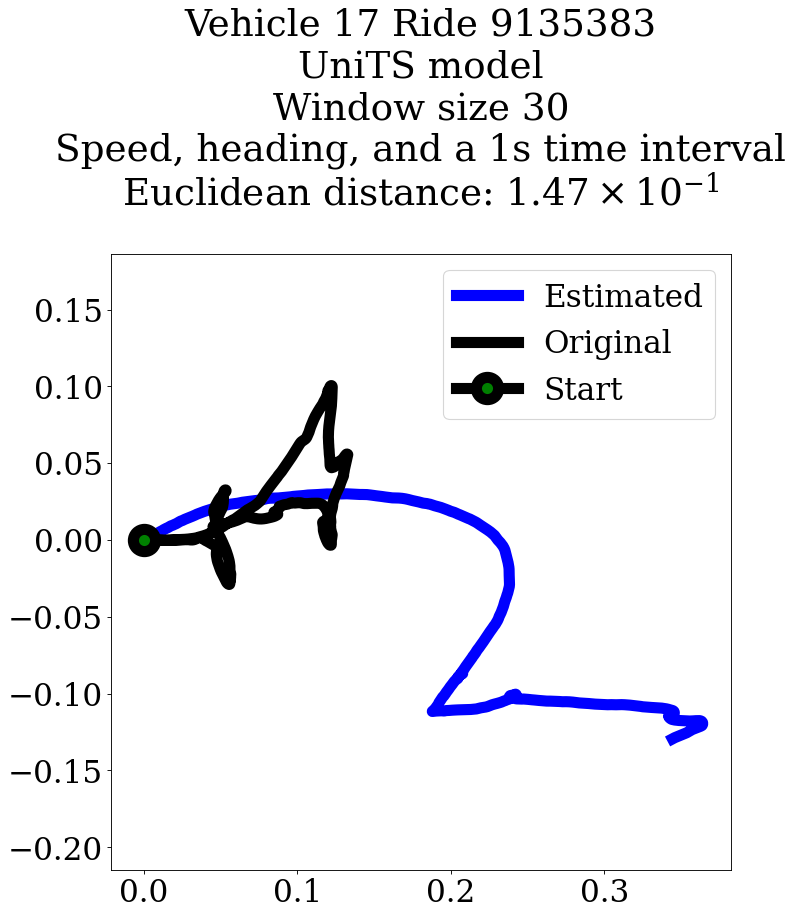 Vehicle 17 Ride 9135383
UniTS model
Window size 30
Speed, heading, and a 1s time interval
Euclidean distance: 1.47 × 10⁻¹
Estimated
Original
Start
0.15
0.10
0.05
0.00
−0.05
−0.10
−0.15
−0.20
0.0 0.1 0.2 0.3